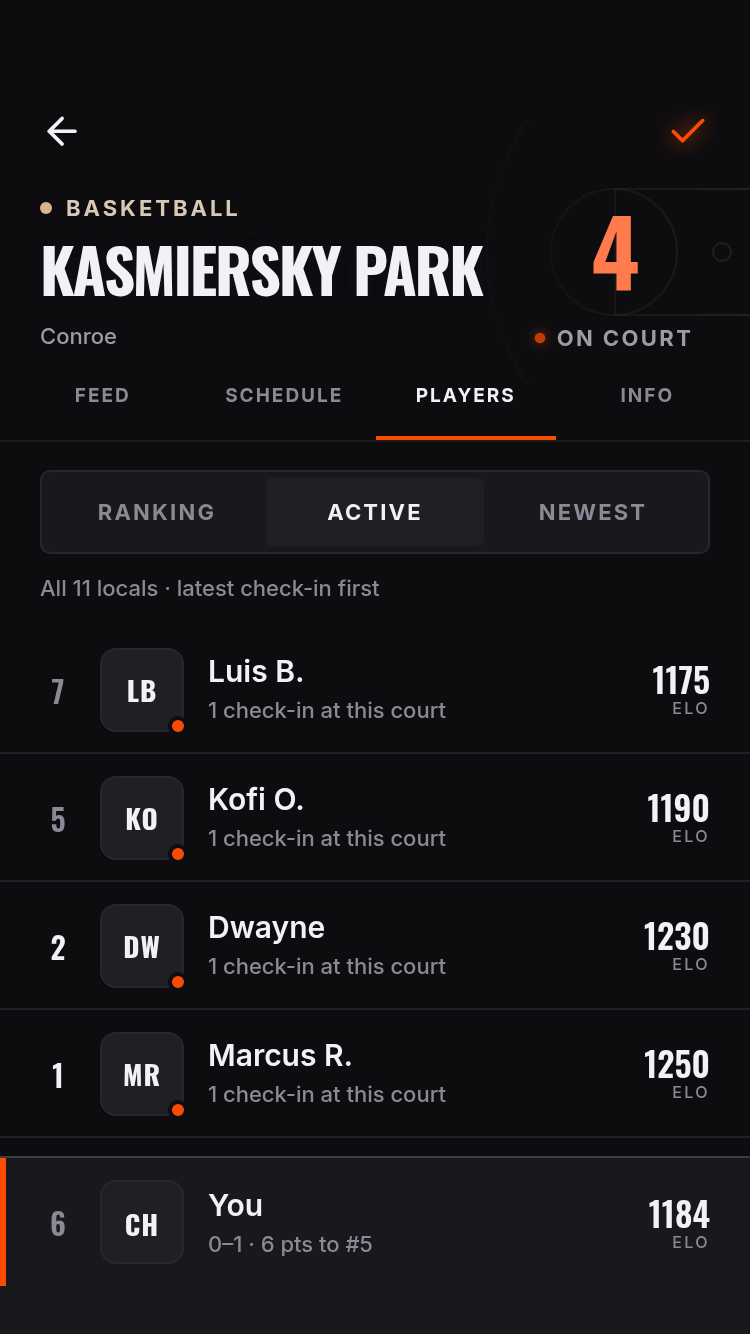 BASKETBALL
KASMIERSKY PARK
Conroe
4
ON COURT
FEED SCHEDULE PLAYERS INFO
RANKING ACTIVE NEWEST
All 11 locals · latest check-in first
7 LB Luis B. 1175
1 check-in at this court ELO
5 KO Kofi O. 1190
1 check-in at this court ELO
2 DW Dwayne 1230
1 check-in at this court ELO
1 MR Marcus R. 1250
1 check-in at this court ELO
6 CH You 1184
0–1 · 6 pts to #5 ELO